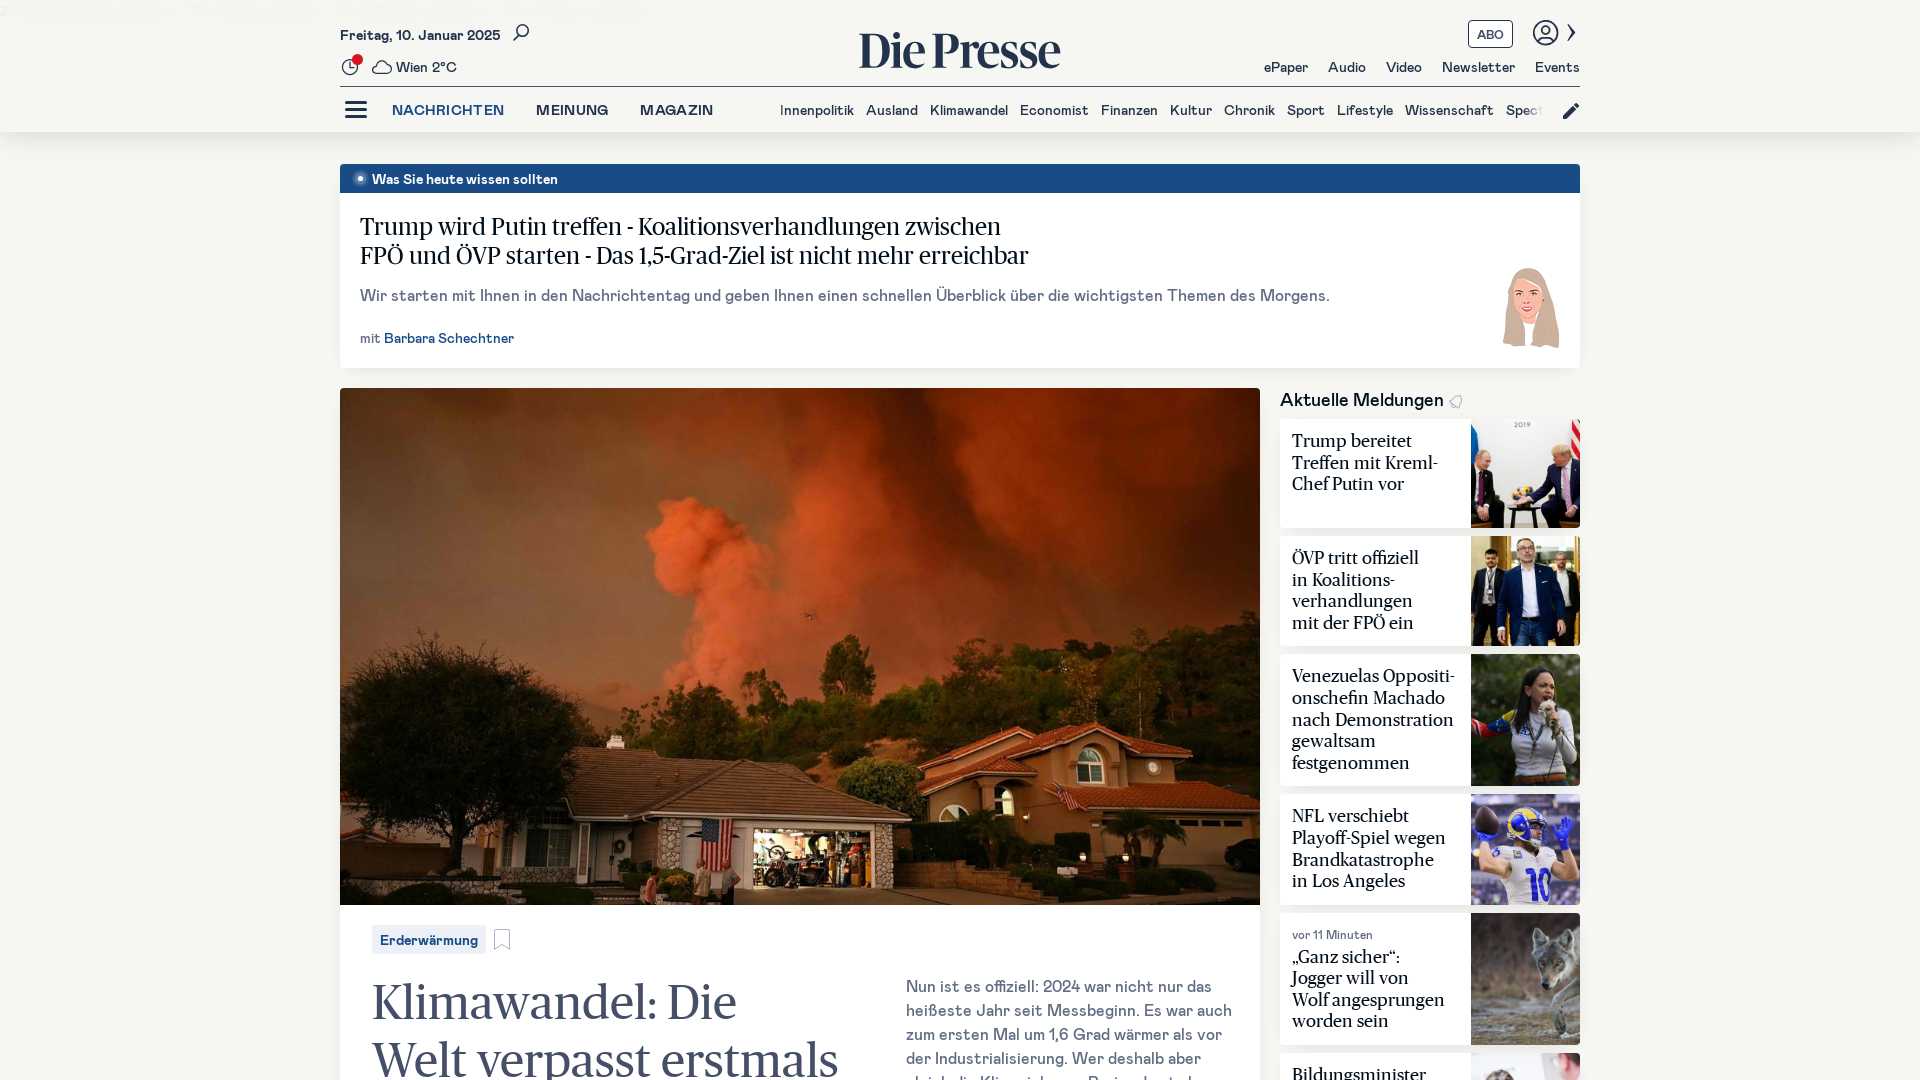 Freitag, 10. Januar 2025
Die Presse
ABO
Wien 2°C
ePaper Audio Video Newsletter Events
NACHRICHTEN MEINUNG MAGAZIN
Innenpolitik Ausland Klimawandel Economist Finanzen Kultur Chronik Sport Lifestyle Wissenschaft Spect
Was Sie heute wissen sollten
Trump wird Putin treffen - Koalitionsverhandlungen zwischen
FPÖ und ÖVP starten - Das 1,5-Grad-Ziel ist nicht mehr erreichbar
Wir starten mit Ihnen in den Nachrichtentag und geben Ihnen einen schnellen Überblick über die wichtigsten Themen des Morgens.
mit Barbara Schechtner
Erderwärmung
Klimawandel: Die
Welt verpasst erstmals
Nun ist es offiziell: 2024 war nicht nur das
heißeste Jahr seit Messbeginn. Es war auch
zum ersten Mal um 1,6 Grad wärmer als vor
der Industrialisierung. Wer deshalb aber
Aktuelle Meldungen
Trump bereitet
Treffen mit Kreml-
Chef Putin vor
2019
ÖVP tritt offiziell
in Koalitions-
verhandlungen
mit der FPÖ ein
Venezuelas Oppositi-
onschefin Machado
nach Demonstration
gewaltsam
festgenommen
NFL verschiebt
Playoff-Spiel wegen
Brandkatastrophe
in Los Angeles
10
vor 11 Minuten
„Ganz sicher“:
Jogger will von
Wolf angesprungen
worden sein
Bildungsminister